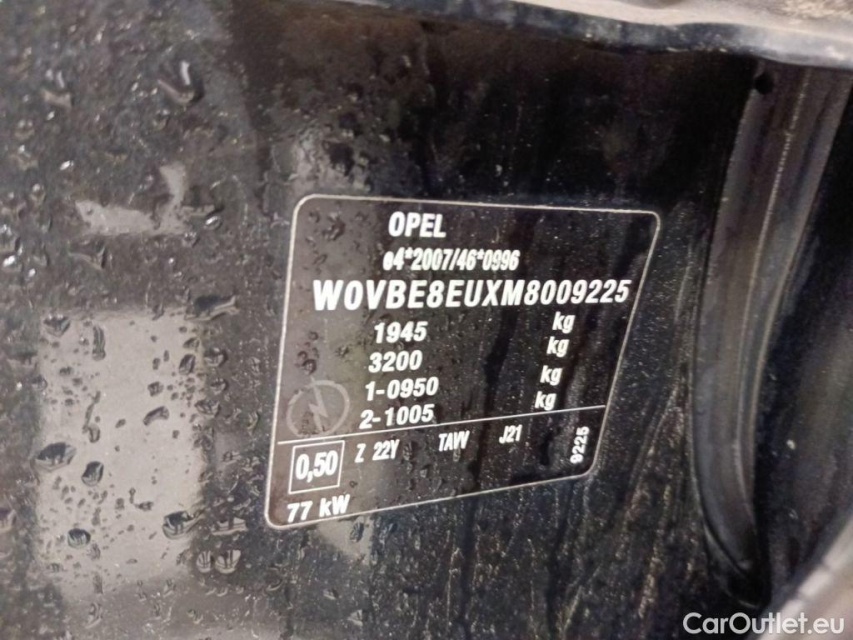 OPEL
e4*2007/46*0996
W0VBE8EUXM8009225
1945 kg
3200 kg
1-0950 kg
2-1005 kg
0,50 Z 22Y TAVV J21 9225
77 kW
CarOutlet.eu